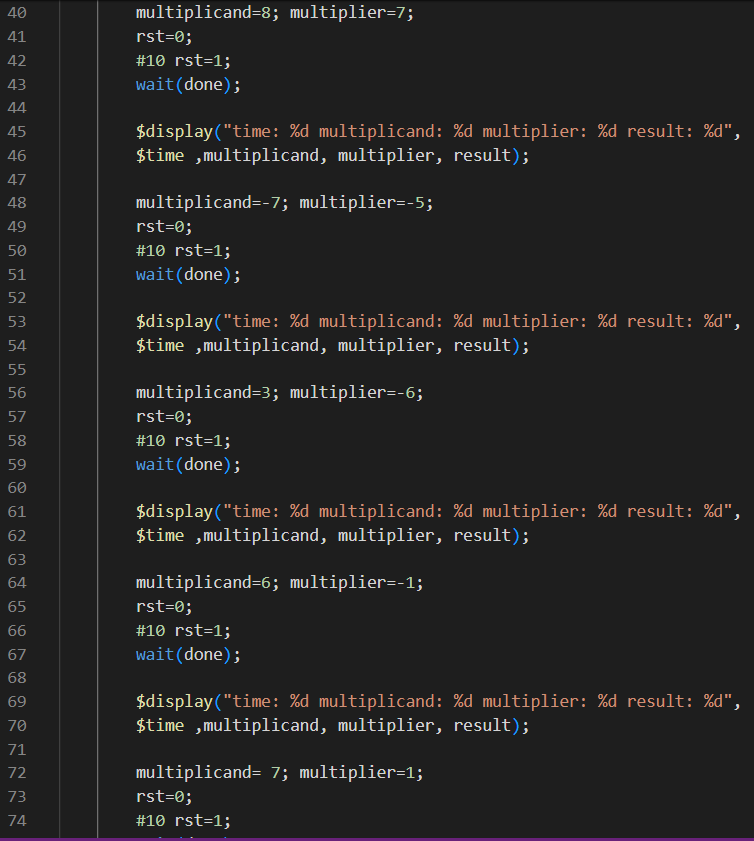 40 multiplicand=8; multiplier=7;
41 rst=0;
42 #10 rst=1;
43 wait(done);
44
45 $display("time: %d multiplicand: %d multiplier: %d result: %d",
46 $time ,multiplicand, multiplier, result);
47
48 multiplicand=-7; multiplier=-5;
49 rst=0;
50 #10 rst=1;
51 wait(done);
52
53 $display("time: %d multiplicand: %d multiplier: %d result: %d",
54 $time ,multiplicand, multiplier, result);
55
56 multiplicand=3; multiplier=-6;
57 rst=0;
58 #10 rst=1;
59 wait(done);
60
61 $display("time: %d multiplicand: %d multiplier: %d result: %d",
62 $time ,multiplicand, multiplier, result);
63
64 multiplicand=6; multiplier=-1;
65 rst=0;
66 #10 rst=1;
67 wait(done);
68
69 $display("time: %d multiplicand: %d multiplier: %d result: %d",
70 $time ,multiplicand, multiplier, result);
71
72 multiplicand= 7; multiplier=1;
73 rst=0;
74 #10 rst=1;